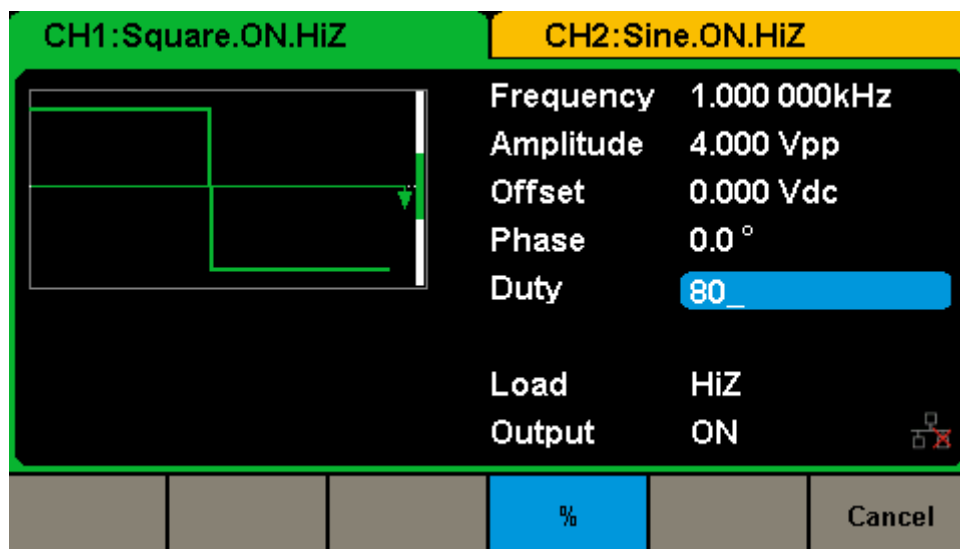 CH1:Square.ON.HiZ CH2:Sine.ON.HiZ
Frequency 1.000 000kHz
Amplitude 4.000 Vpp
Offset 0.000 Vdc
Phase 0.0 °
Duty 80_
Load HiZ
Output ON
% Cancel